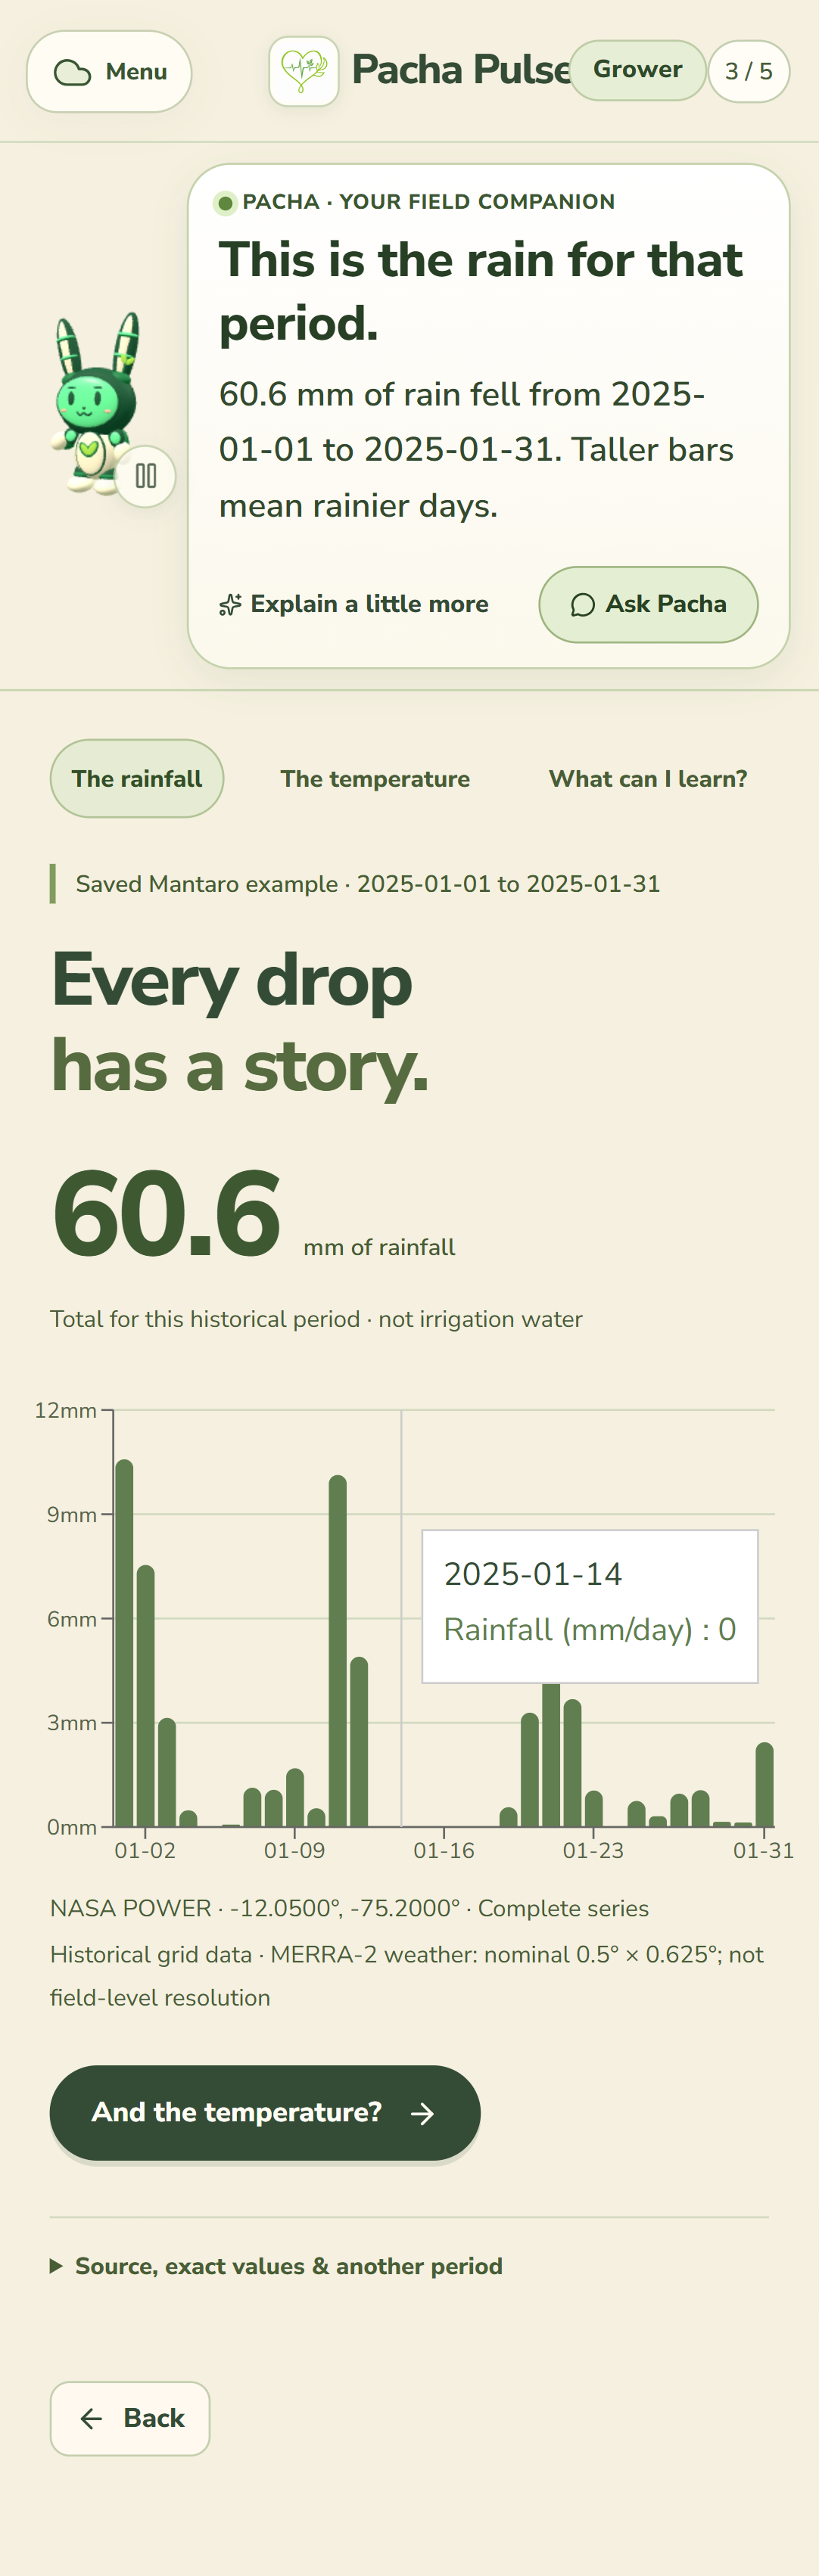 Menu
Pacha Pulse
Grower
3 / 5
PACHA · YOUR FIELD COMPANION
This is the rain for that
period.
60.6 mm of rain fell from 2025-
01-01 to 2025-01-31. Taller bars
mean rainier days.
Explain a little more
Ask Pacha
The rainfall
The temperature
What can I learn?
Saved Mantaro example · 2025-01-01 to 2025-01-31
Every drop
has a story.
60.6 mm of rainfall
Total for this historical period · not irrigation water
12mm
9mm
6mm
3mm
0mm
2025-01-14
Rainfall (mm/day) : 0
01-02
01-09
01-16
01-23
01-31
NASA POWER · -12.0500°, -75.2000° · Complete series
Historical grid data · MERRA-2 weather: nominal 0.5° × 0.625°; not
field-level resolution
And the temperature?
Source, exact values & another period
Back